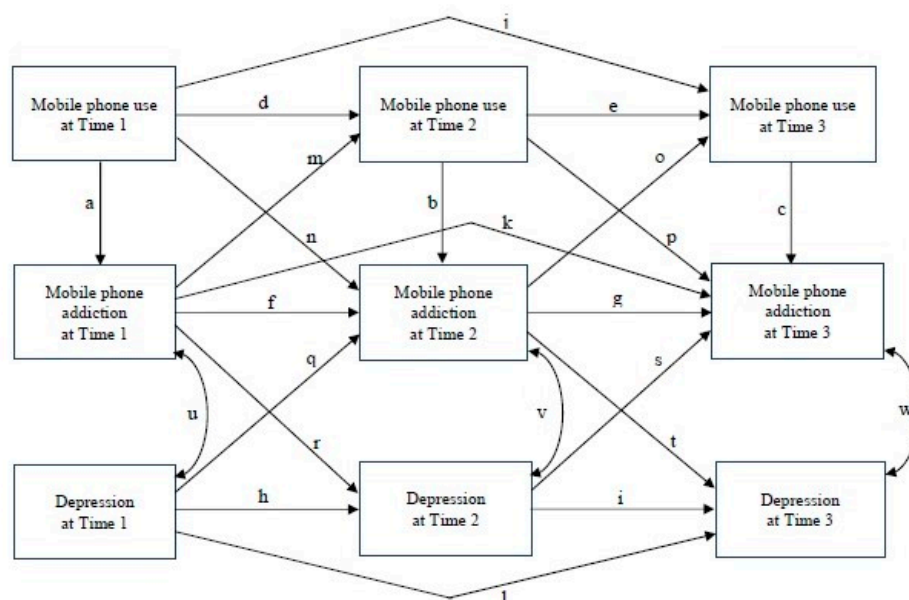 j
Mobile phone use
at Time 1
d
Mobile phone use
at Time 2
e
Mobile phone use
at Time 3
m
o
a
b
c
n
k
p
Mobile phone
addiction
at Time 1
f
Mobile phone
addiction
at Time 2
g
Mobile phone
addiction
at Time 3
q
s
u
r
v
t
w
Depression
at Time 1
h
Depression
at Time 2
i
Depression
at Time 3
l